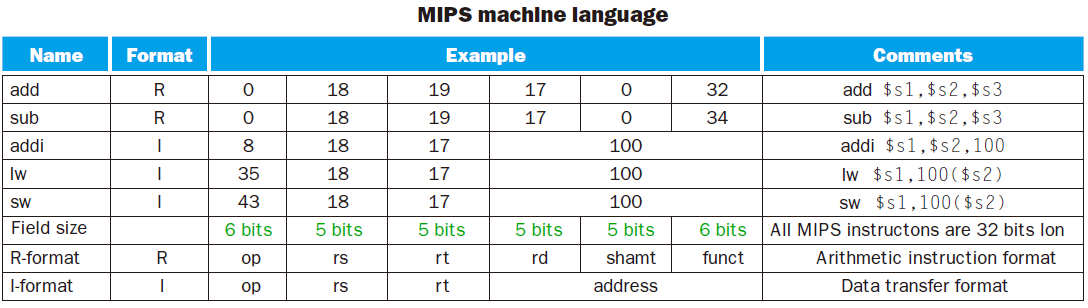 MIPS machine language
Name Format Example Comments
add R 0 18 19 17 0 32 add $s1,$s2,$s3
sub R 0 18 19 17 0 34 sub $s1,$s2,$s3
addi I 8 18 17 100 addi $s1,$s2,100
lw I 35 18 17 100 lw $s1,100($s2)
sw I 43 18 17 100 sw $s1,100($s2)
Field size 6 bits 5 bits 5 bits 5 bits 5 bits 6 bits All MIPS instructons are 32 bits lon
R-format R op rs rt rd shamt funct Arithmetic instruction format
I-format I op rs rt address Data transfer format